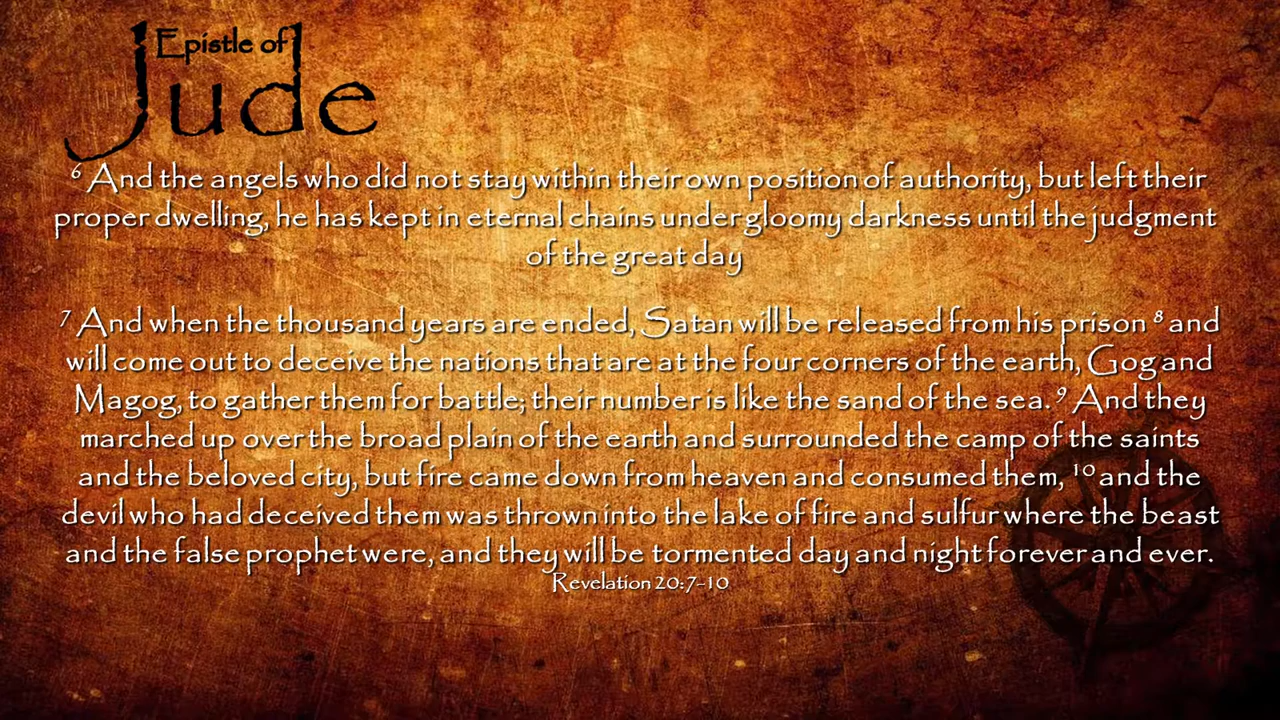 Epistle of
Jude
⁶ And the angels who did not stay within their own position of authority, but left their
proper dwelling, he has kept in eternal chains under gloomy darkness until the judgment
of the great day
⁷ And when the thousand years are ended, Satan will be released from his prison ⁸ and
will come out to deceive the nations that are at the four corners of the earth, Gog and
Magog, to gather them for battle; their number is like the sand of the sea. ⁹ And they
marched up over the broad plain of the earth and surrounded the camp of the saints
and the beloved city, but fire came down from heaven and consumed them, ¹⁰ and the
devil who had deceived them was thrown into the lake of fire and sulfur where the beast
and the false prophet were, and they will be tormented day and night forever and ever.
Revelation 20:7–10